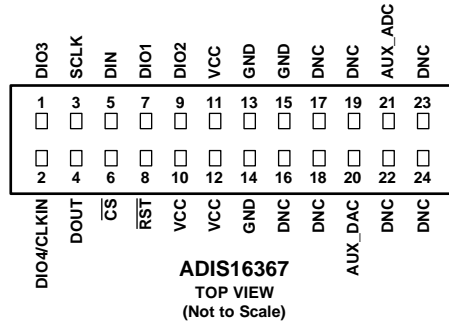 DIO3 SCLK DIN DIO1 DIO2 VCC GND GND DNC DNC AUX_ADC DNC
1 3 5 7 9 11 13 15 17 19 21 23
2 4 6 8 10 12 14 16 18 20 22 24
DIO4/CLKIN DOUT CS RST VCC VCC GND DNC DNC AUX_DAC DNC DNC
ADIS16367
TOP VIEW
(Not to Scale)